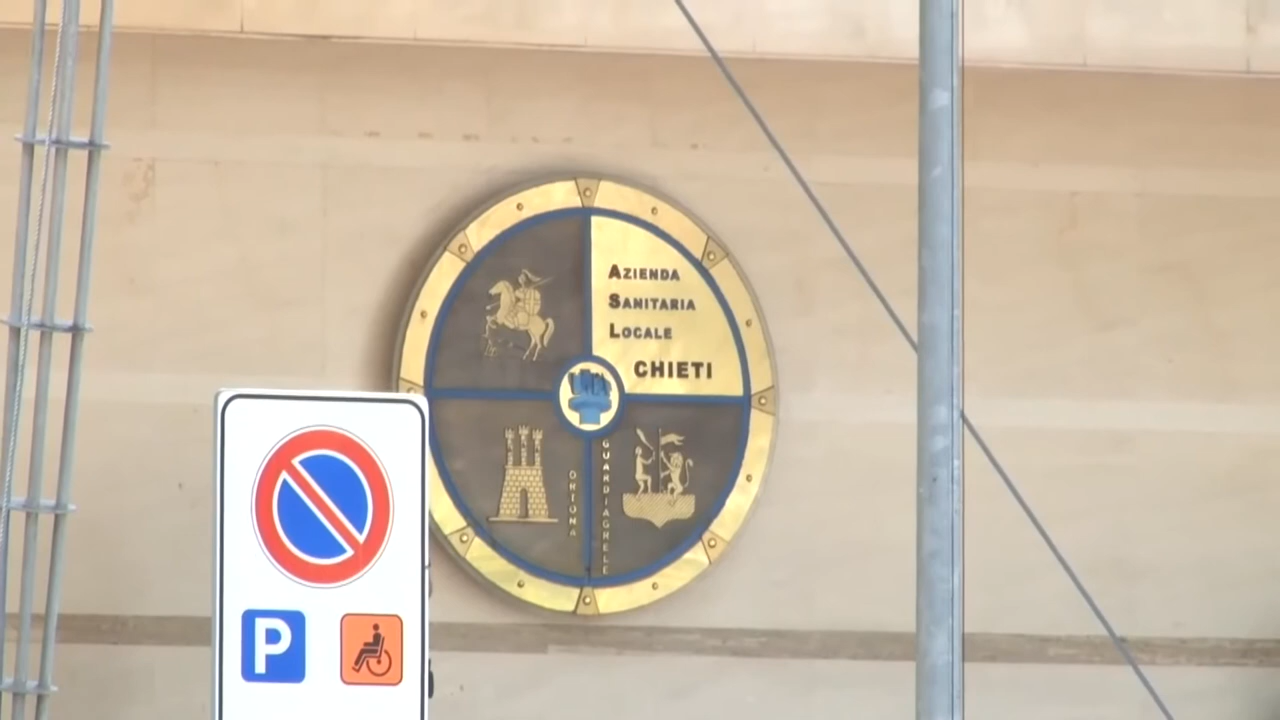 AZIENDA
SANITARIA
LOCALE
CHIETI
ORTONA
GUARDIAGRELE
P